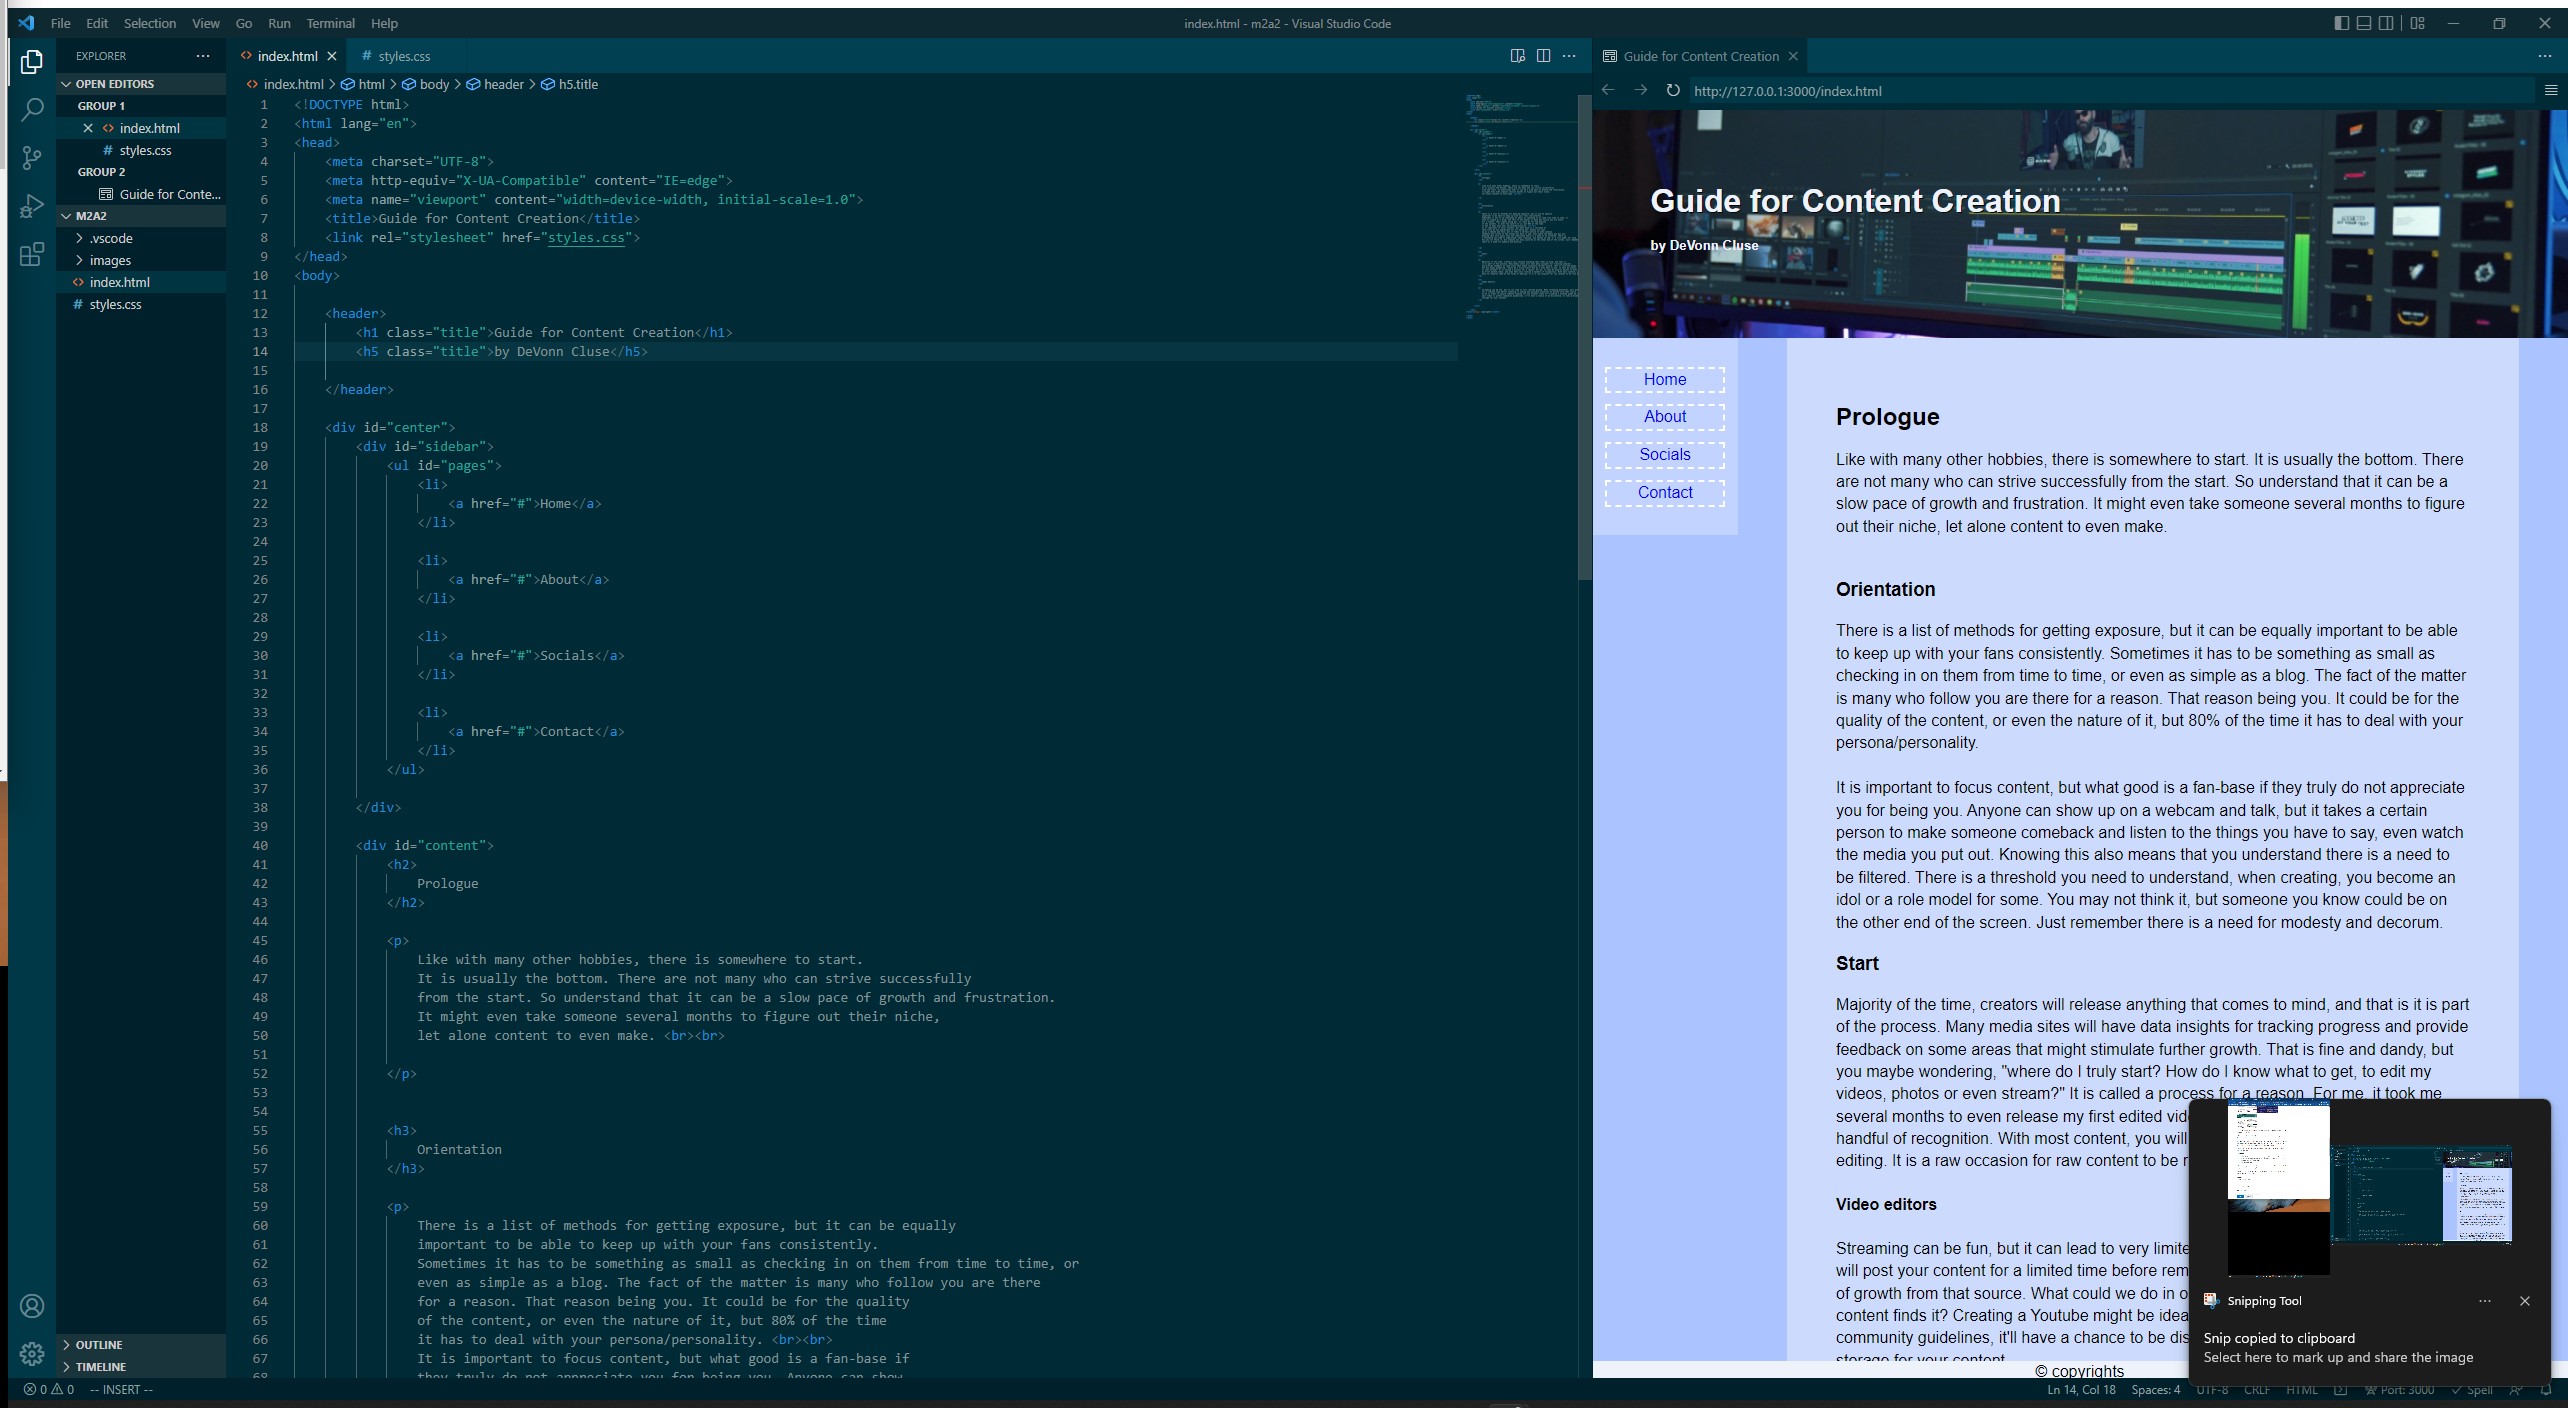 File Edit Selection View Go Run Terminal Help
index.html - m2a2 - Visual Studio Code
EXPLORER
OPEN EDITORS
GROUP 1
index.html
styles.css
GROUP 2
Guide for Conte...
M2A2
.vscode
images
index.html
styles.css
OUTLINE
TIMELINE
index.html
styles.css
index.html > html > body > header > h5.title
1 <!DOCTYPE html>
2 <html lang="en">
3 <head>
4 <meta charset="UTF-8">
5 <meta http-equiv="X-UA-Compatible" content="IE=edge">
6 <meta name="viewport" content="width=device-width, initial-scale=1.0">
7 <title>Guide for Content Creation</title>
8 <link rel="stylesheet" href="styles.css">
9 </head>
10 <body>
11
12 <header>
13 <h1 class="title">Guide for Content Creation</h1>
14 <h5 class="title">by DeVonn Cluse</h5>
15
16 </header>
17
18 <div id="center">
19 <div id="sidebar">
20 <ul id="pages">
21 <li>
22 <a href="#">Home</a>
23 </li>
24
25 <li>
26 <a href="#">About</a>
27 </li>
28
29 <li>
30 <a href="#">Socials</a>
31 </li>
32
33 <li>
34 <a href="#">Contact</a>
35 </li>
36 </ul>
37
38 </div>
39
40 <div id="content">
41 <h2>
42 Prologue
43 </h2>
44
45 <p>
46 Like with many other hobbies, there is somewhere to start.
47 It is usually the bottom. There are not many who can strive successfully
48 from the start. So understand that it can be a slow pace of growth and frustration.
49 It might even take someone several months to figure out their niche,
50 let alone content to even make. <br><br>
51
52 </p>
53
54
55 <h3>
56 Orientation
57 </h3>
58
59 <p>
60 There is a list of methods for getting exposure, but it can be equally
61 important to be able to keep up with your fans consistently.
62 Sometimes it has to be something as small as checking in on them from time to time, or
63 even as simple as a blog. The fact of the matter is many who follow you are there
64 for a reason. That reason being you. It could be for the quality
65 of the content, or even the nature of it, but 80% of the time
66 it has to deal with your persona/personality. <br><br>
67 It is important to focus content, but what good is a fan-base if
68 they truly do not appreciate you for being you. Anyone can show
Guide for Content Creation
http://127.0.0.1:3000/index.html
Guide for Content Creation
by DeVonn Cluse
Home
About
Socials
Contact
Prologue
Like with many other hobbies, there is somewhere to start. It is usually the bottom. There
are not many who can strive successfully from the start. So understand that it can be a
slow pace of growth and frustration. It might even take someone several months to figure
out their niche, let alone content to even make.
Orientation
There is a list of methods for getting exposure, but it can be equally important to be able
to keep up with your fans consistently. Sometimes it has to be something as small as
checking in on them from time to time, or even as simple as a blog. The fact of the matter
is many who follow you are there for a reason. That reason being you. It could be for the
quality of the content, or even the nature of it, but 80% of the time it has to deal with your
persona/personality.
It is important to focus content, but what good is a fan-base if they truly do not appreciate
you for being you. Anyone can show up on a webcam and talk, but it takes a certain
person to make someone comeback and listen to the things you have to say, even watch
the media you put out. Knowing this also means that you understand there is a need to
be filtered. There is a threshold you need to understand, when creating, you become an
idol or a role model for some. You may not think it, but someone you know could be on
the other end of the screen. Just remember there is a need for modesty and decorum.
Start
Majority of the time, creators will release anything that comes to mind, and that is it is part
of the process. Many media sites will have data insights for tracking progress and provide
feedback on some areas that might stimulate further growth. That is fine and dandy, but
you maybe wondering, "where do I truly start? How do I know what to get, to edit my
videos, photos or even stream?" It is called a process for a reason. For me, it took me
several months to even release my first edited vid
handful of recognition. With most content, you will
editing. It is a raw occasion for raw content to be
Video editors
Streaming can be fun, but it can lead to very limite
will post your content for a limited time before rem
of growth from that source. What could we do in o
content finds it? Creating a Youtube might be idea
community guidelines, it'll have a chance to be dis
storage for your content.
© copyrights
Snipping Tool
Snip copied to clipboard
Select here to mark up and share the image
0 0 -- INSERT --
Ln 14, Col 18 Spaces: 4 UTF-8 CRLF HTML Port: 3000 Spell